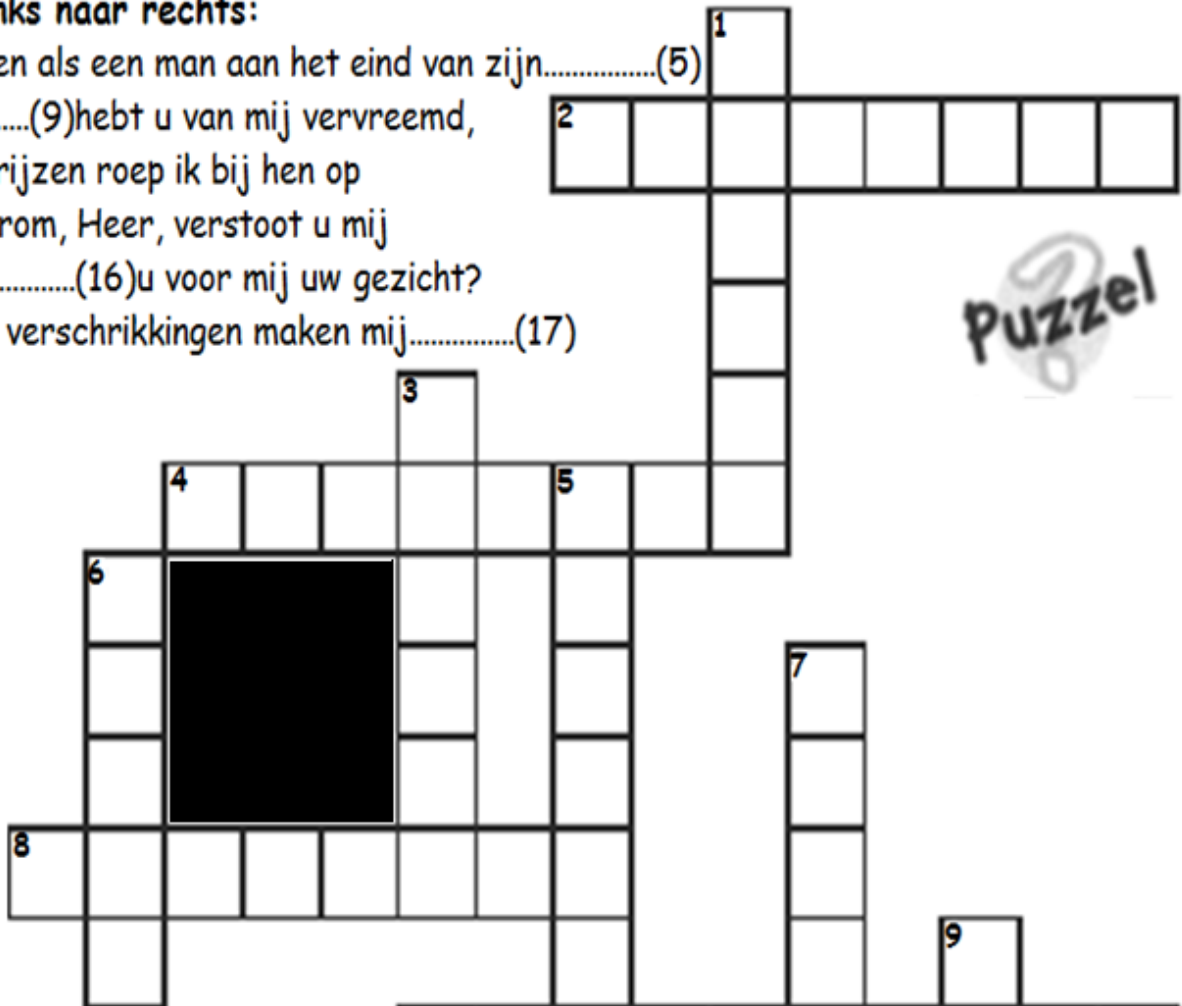 nks naar rechts:
en als een man aan het eind van zijn................(5)
.....(9)hebt u van mij vervreemd,
rijzen roep ik bij hen op
rom, Heer, verstoot u mij
...........(16)u voor mij uw gezicht?
verschrikkingen maken mij...............(17)
1
2
Puzzel
3
4 5
6
7
8
9